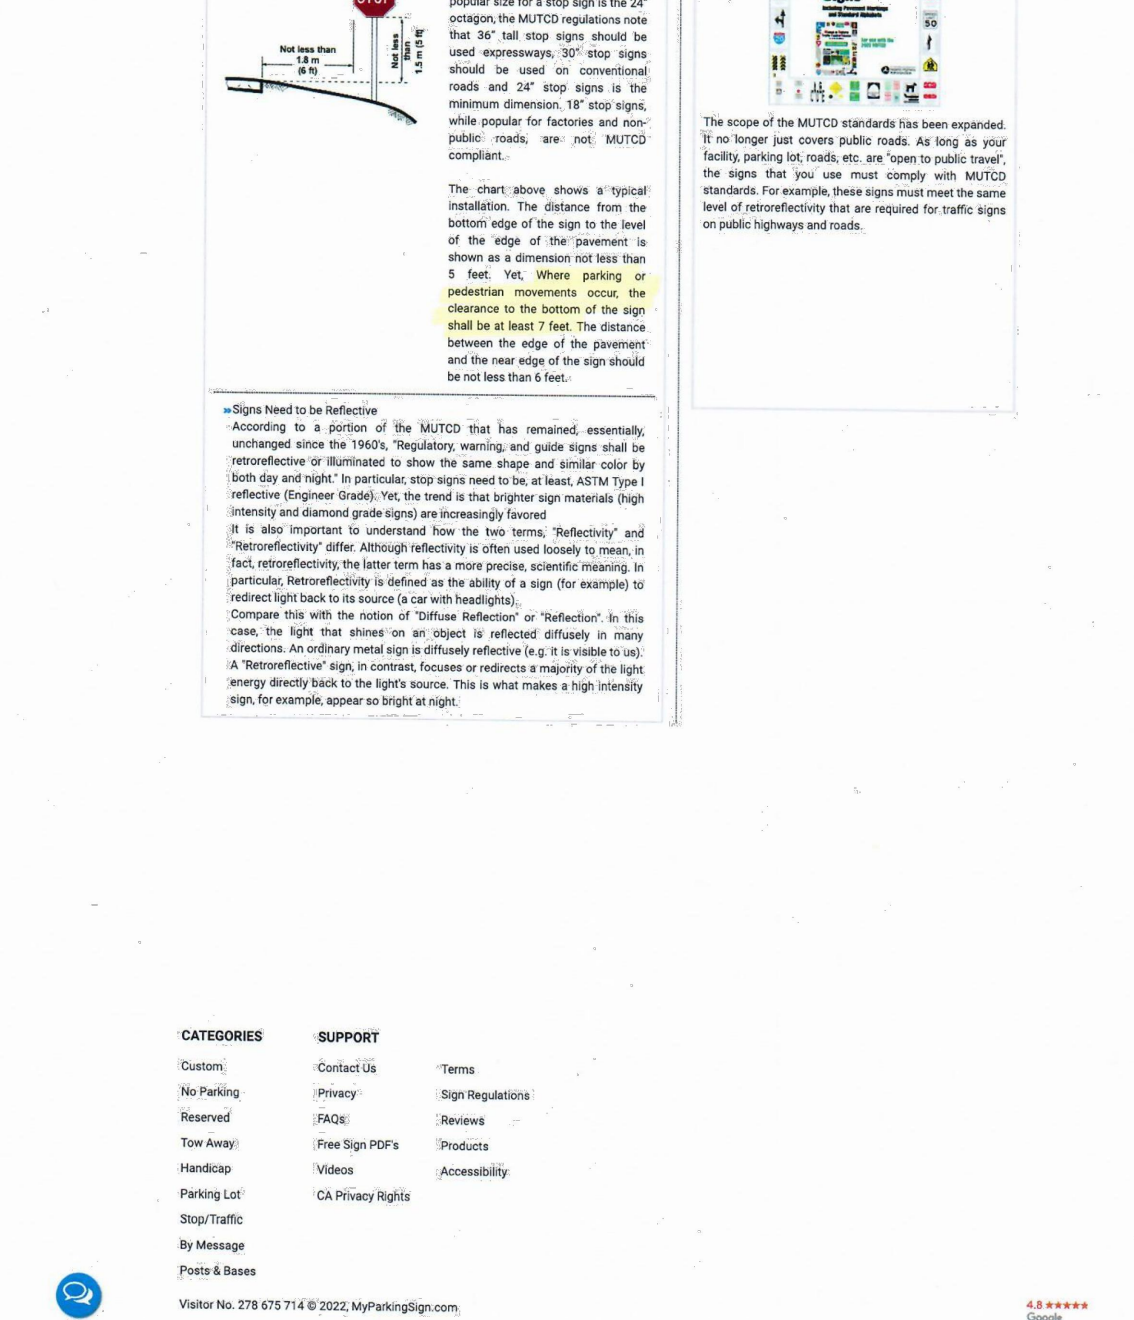 STOP
Not less than
1.8 m
(6 ft)
Not less
than
1.5 m (5 ft)
popular size for a stop sign is the 24"
octagon, the MUTCD regulations note
that 36" tall stop signs should be
used expressways, 30" stop signs
should be used on conventional
roads and 24" stop signs is the
minimum dimension. 18" stop signs,
while popular for factories and non-
public roads, are not MUTCD
compliant.
The chart above shows a typical
installation. The distance from the
bottom edge of the sign to the level
of the edge of the pavement is
shown as a dimension not less than
5 feet. Yet, Where parking or
pedestrian movements occur, the
clearance to the bottom of the sign
shall be at least 7 feet. The distance
between the edge of the pavement
and the near edge of the sign should
be not less than 6 feet.
»Signs Need to be Reflective
According to a portion of the MUTCD that has remained, essentially,
unchanged since the 1960's, "Regulatory, warning, and guide signs shall be
retroreflective or illuminated to show the same shape and similar color by
both day and night." In particular, stop signs need to be, at least, ASTM Type I
reflective (Engineer Grade). Yet, the trend is that brighter sign materials (high
intensity and diamond grade signs) are increasingly favored
It is also important to understand how the two terms, "Reflectivity" and
"Retroreflectivity" differ. Although reflectivity is often used loosely to mean, in
fact, retroreflectivity, the latter term has a more precise, scientific meaning. In
particular, Retroreflectivity is defined as the ability of a sign (for example) to
redirect light back to its source (a car with headlights).
Compare this with the notion of "Diffuse Reflection" or "Reflection". In this
case, the light that shines on an object is reflected diffusely in many
directions. An ordinary metal sign is diffusely reflective (e.g. it is visible to us).
A "Retroreflective" sign, in contrast, focuses or redirects a majority of the light
energy directly back to the light's source. This is what makes a high intensity
sign, for example, appear so bright at night.
Including Pavement Markings
and Standard Alphabets
50
The scope of the MUTCD standards has been expanded.
It no longer just covers public roads. As long as your
facility, parking lot, roads, etc. are "open to public travel",
the signs that you use must comply with MUTCD
standards. For example, these signs must meet the same
level of retroreflectivity that are required for traffic signs
on public highways and roads.
CATEGORIES
Custom
No Parking
Reserved
Tow Away
Handicap
Parking Lot
Stop/Traffic
By Message
Posts & Bases
SUPPORT
Contact Us
Privacy
FAQs
Free Sign PDF's
Videos
CA Privacy Rights
Terms
Sign Regulations
Reviews
Products
Accessibility
Visitor No. 278 675 714 © 2022, MyParkingSign.com
4.8 ★★★★★
Google